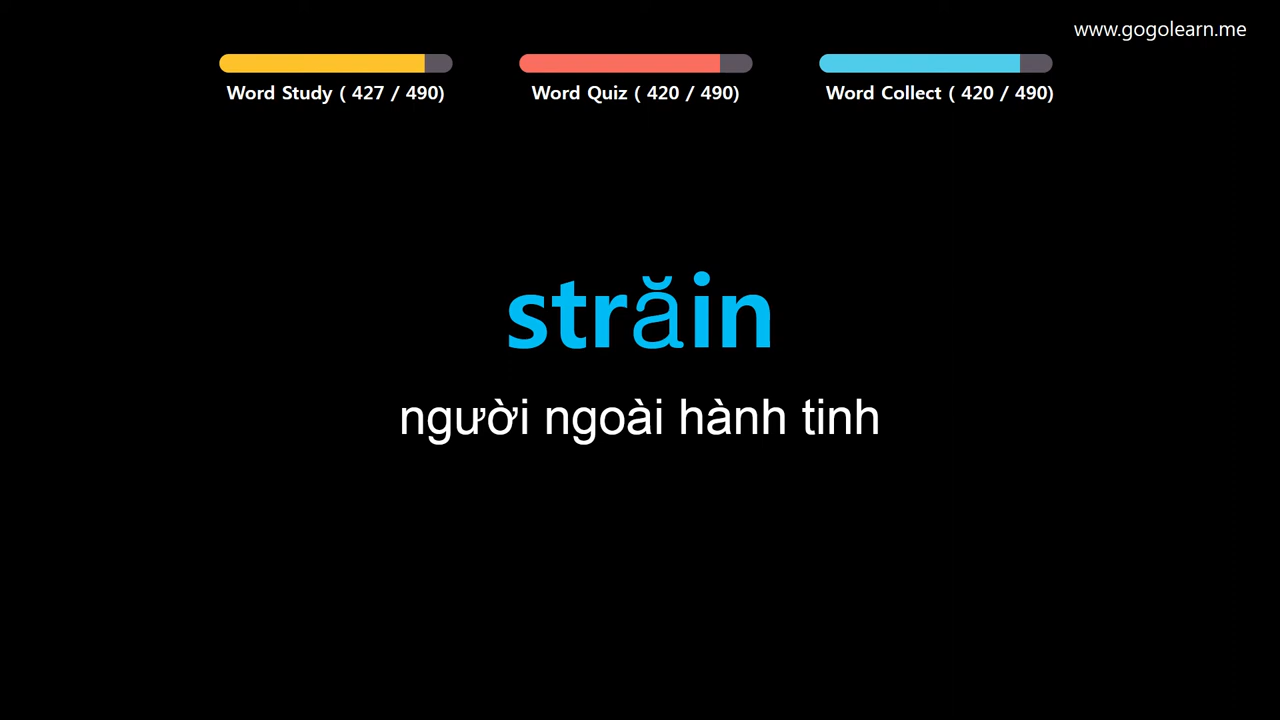 www.gogolearn.me
Word Study ( 427 / 490)
Word Quiz ( 420 / 490)
Word Collect ( 420 / 490)
străin
người ngoài hành tinh